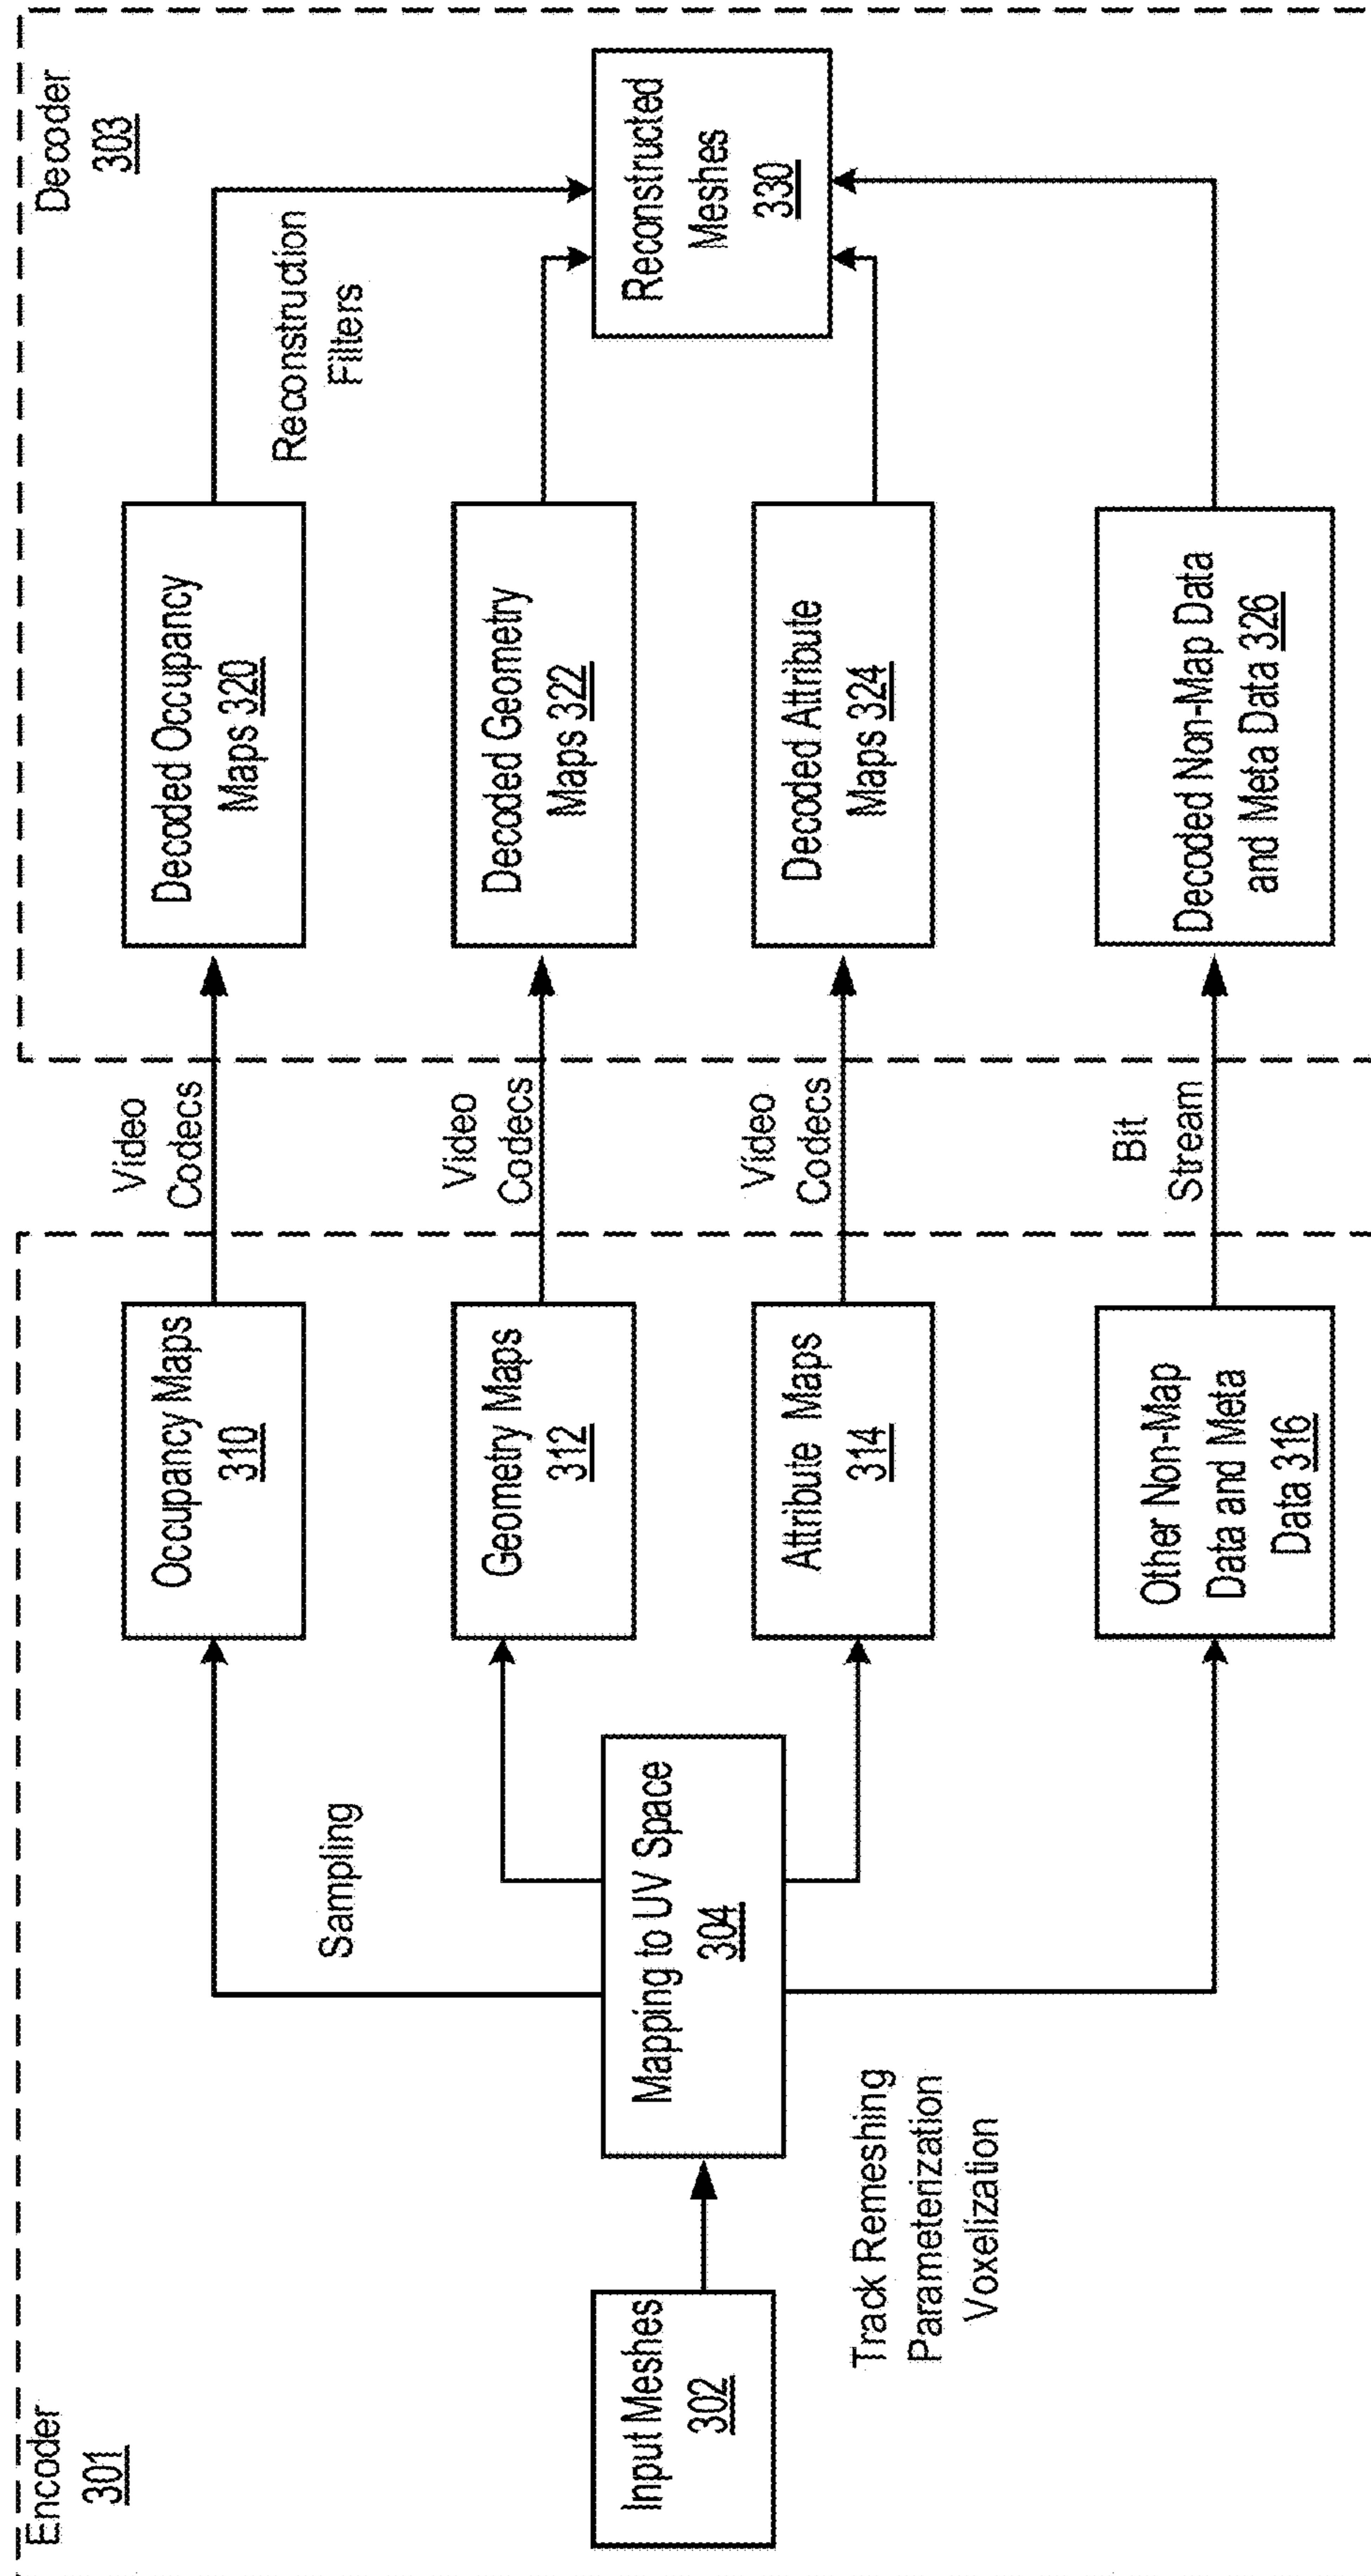 Encoder
301
Input Meshes
302
Track Remeshing
Parameterization
Voxelization
Mapping to UV Space
304
Sampling
Occupancy Maps
310
Geometry Maps
312
Attribute Maps
314
Other Non-Map
Data and Meta
Data 316
Video
Codecs
Video
Codecs
Video
Codecs
Bit
Stream
Decoder
303
Decoded Occupancy
Maps 320
Decoded Geometry
Maps 322
Decoded Attribute
Maps 324
Decoded Non-Map Data
and Meta Data 326
Reconstruction
Filters
Reconstructed
Meshes
330